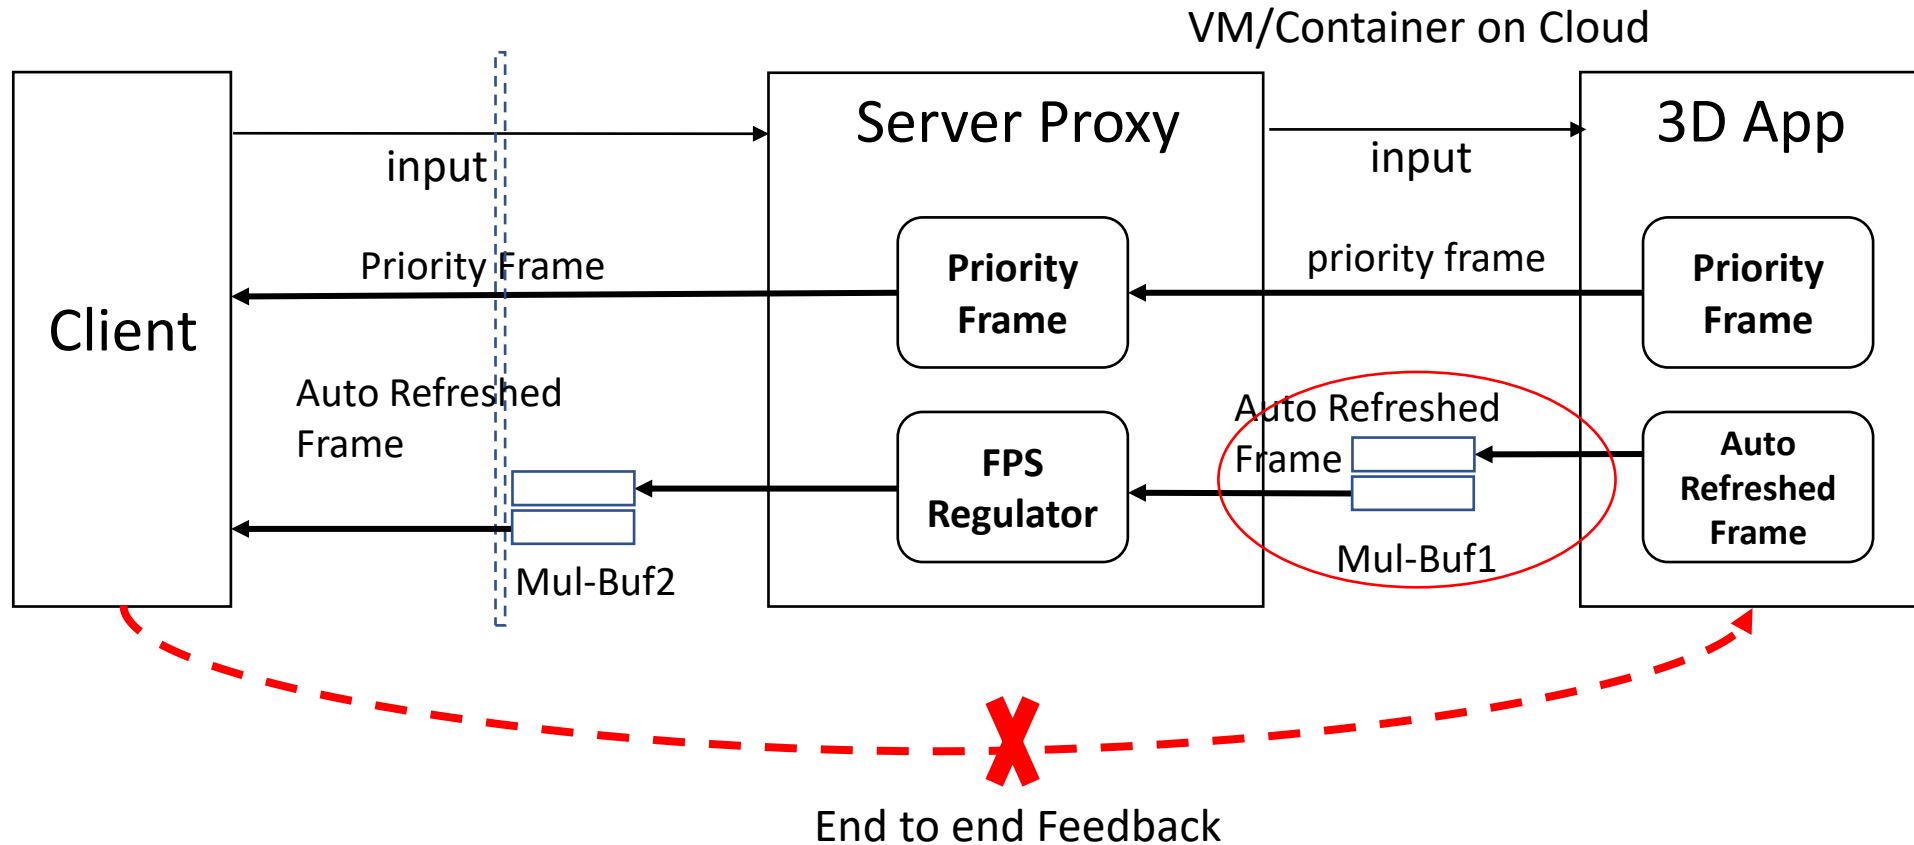 VM/Container on Cloud
Client
input
Server Proxy
input
3D App
Priority Frame
Priority
Frame
priority frame
Priority
Frame
Auto Refreshed
Frame
Mul-Buf2
FPS
Regulator
Auto Refreshed
Frame
Mul-Buf1
Auto
Refreshed
Frame
End to end Feedback